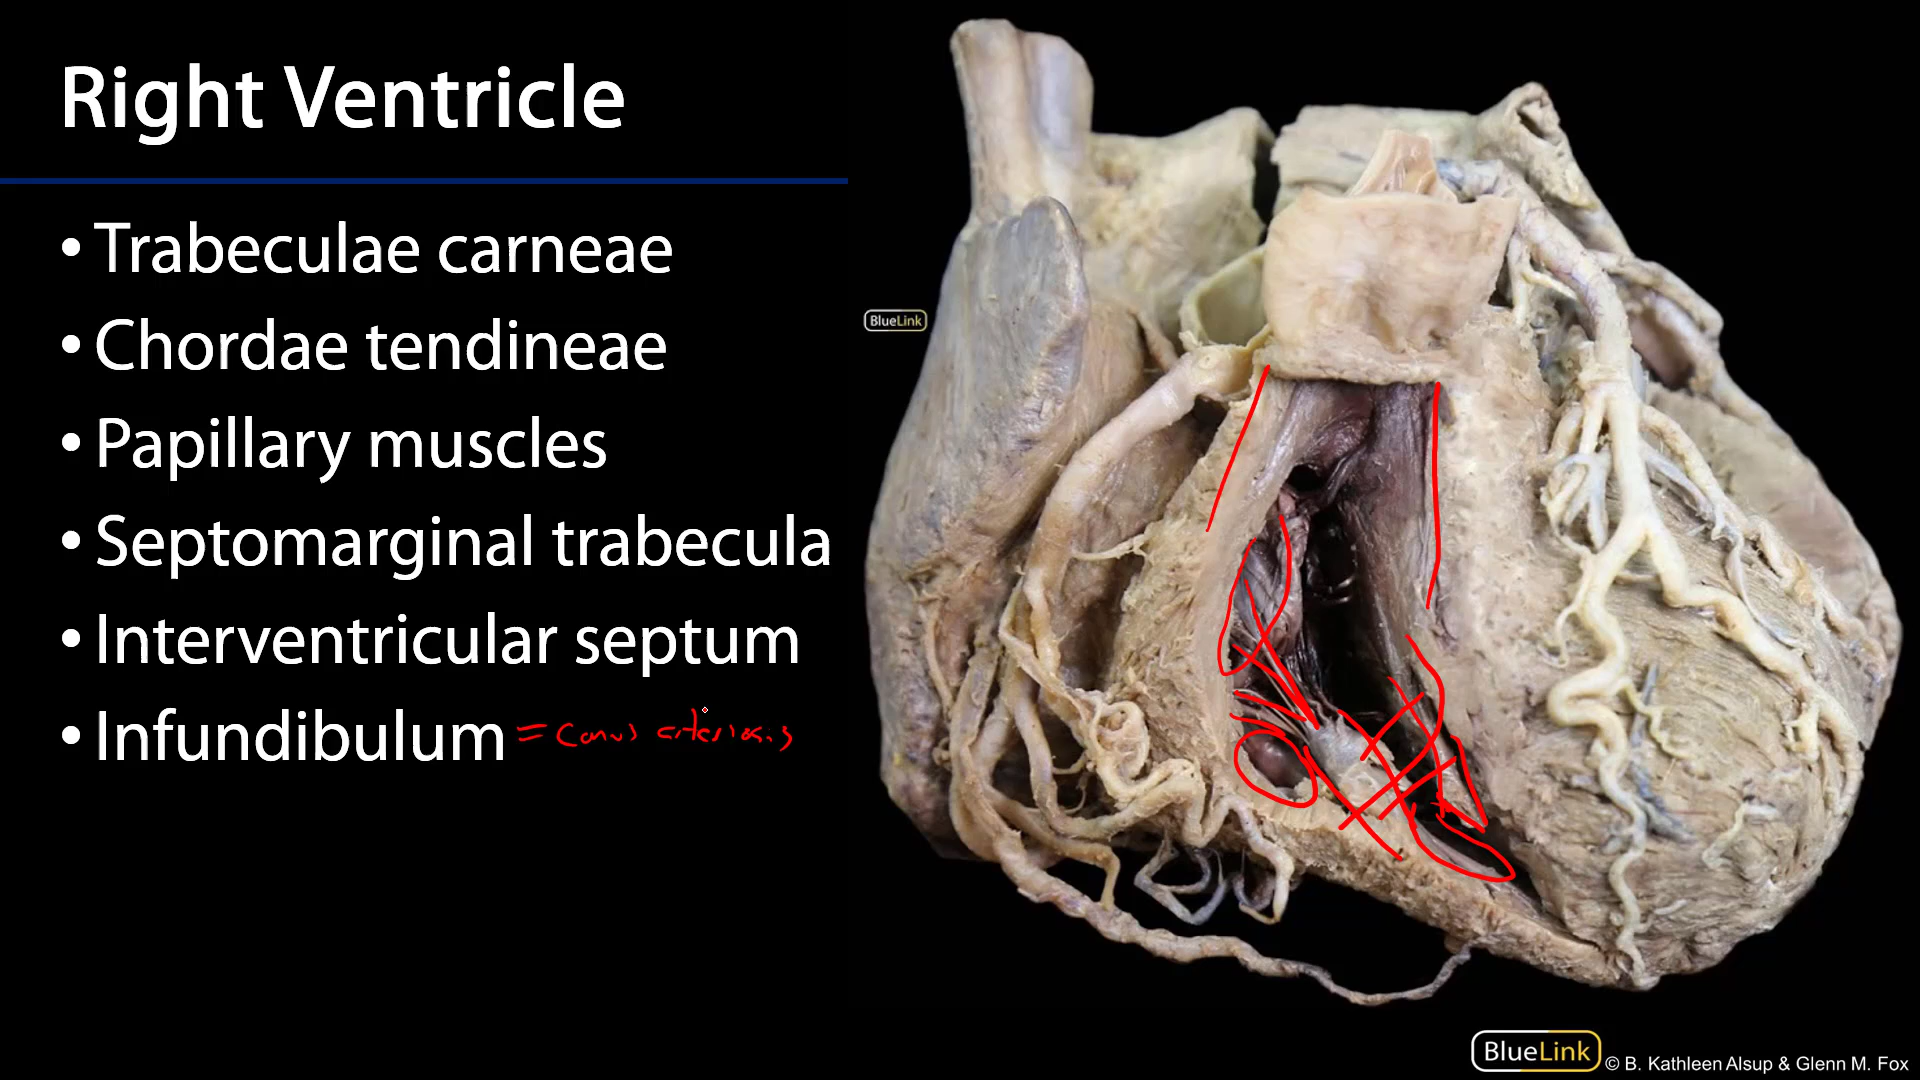 Right Ventricle
• Trabeculae carneae
• Chordae tendineae
• Papillary muscles
• Septomarginal trabecula
• Interventricular septum
• Infundibulum = conus arteriosis
BlueLink
BlueLink © B. Kathleen Alsup & Glenn M. Fox